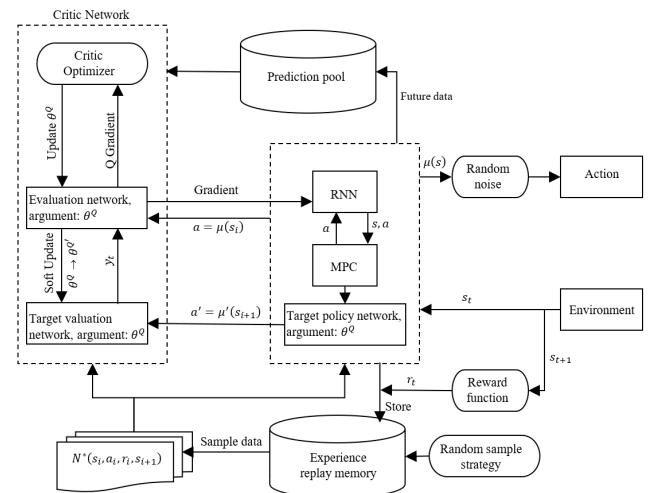 Critic Network
Critic
Optimizer
Prediction pool
Future data
Update θ^Q
Q Gradient
μ(s)
Random
noise
Action
RNN
Gradient
Evaluation network,
argument: θ^Q
a = μ(s_i)
a
s, a
MPC
Soft Update
θ^Q → θ^Q′
y_t
Target valuation
network, argument: θ^Q
a′ = μ′(s_{i+1})
Target policy network,
argument: θ^Q
s_t
Environment
s_{t+1}
r_t
Reward
function
Store
N*(s_i, a_i, r_i, s_{i+1})
Sample data
Experience
replay memory
Random sample
strategy